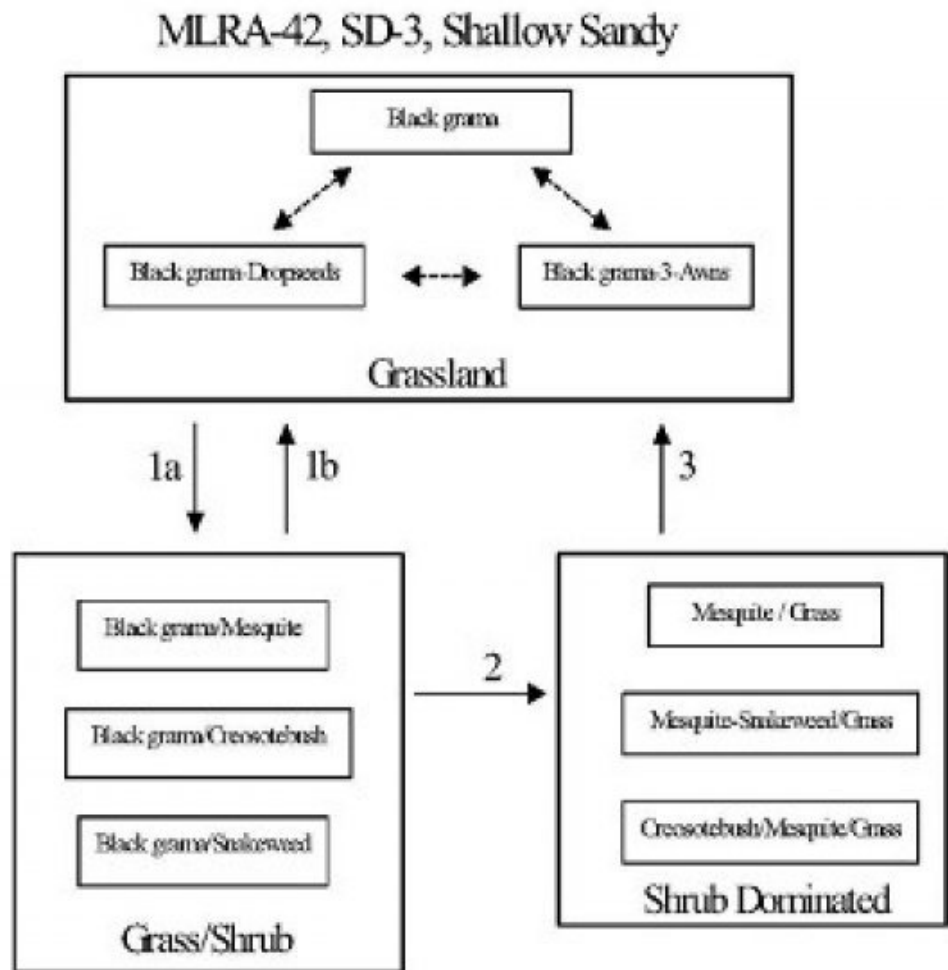 MLRA-42, SD-3, Shallow Sandy
Black grama
Black grama-Dropseeds
Black grama-3-Awns
Grassland
1a
1b
3
Black grama/Mesquite
Black grama/Creosotebush
Black grama/Snakeweed
Grass/Shrub
2
Mesquite / Grass
Mesquite-Snakeweed/Grass
Creosotebush/Mesquite/Grass
Shrub Dominated